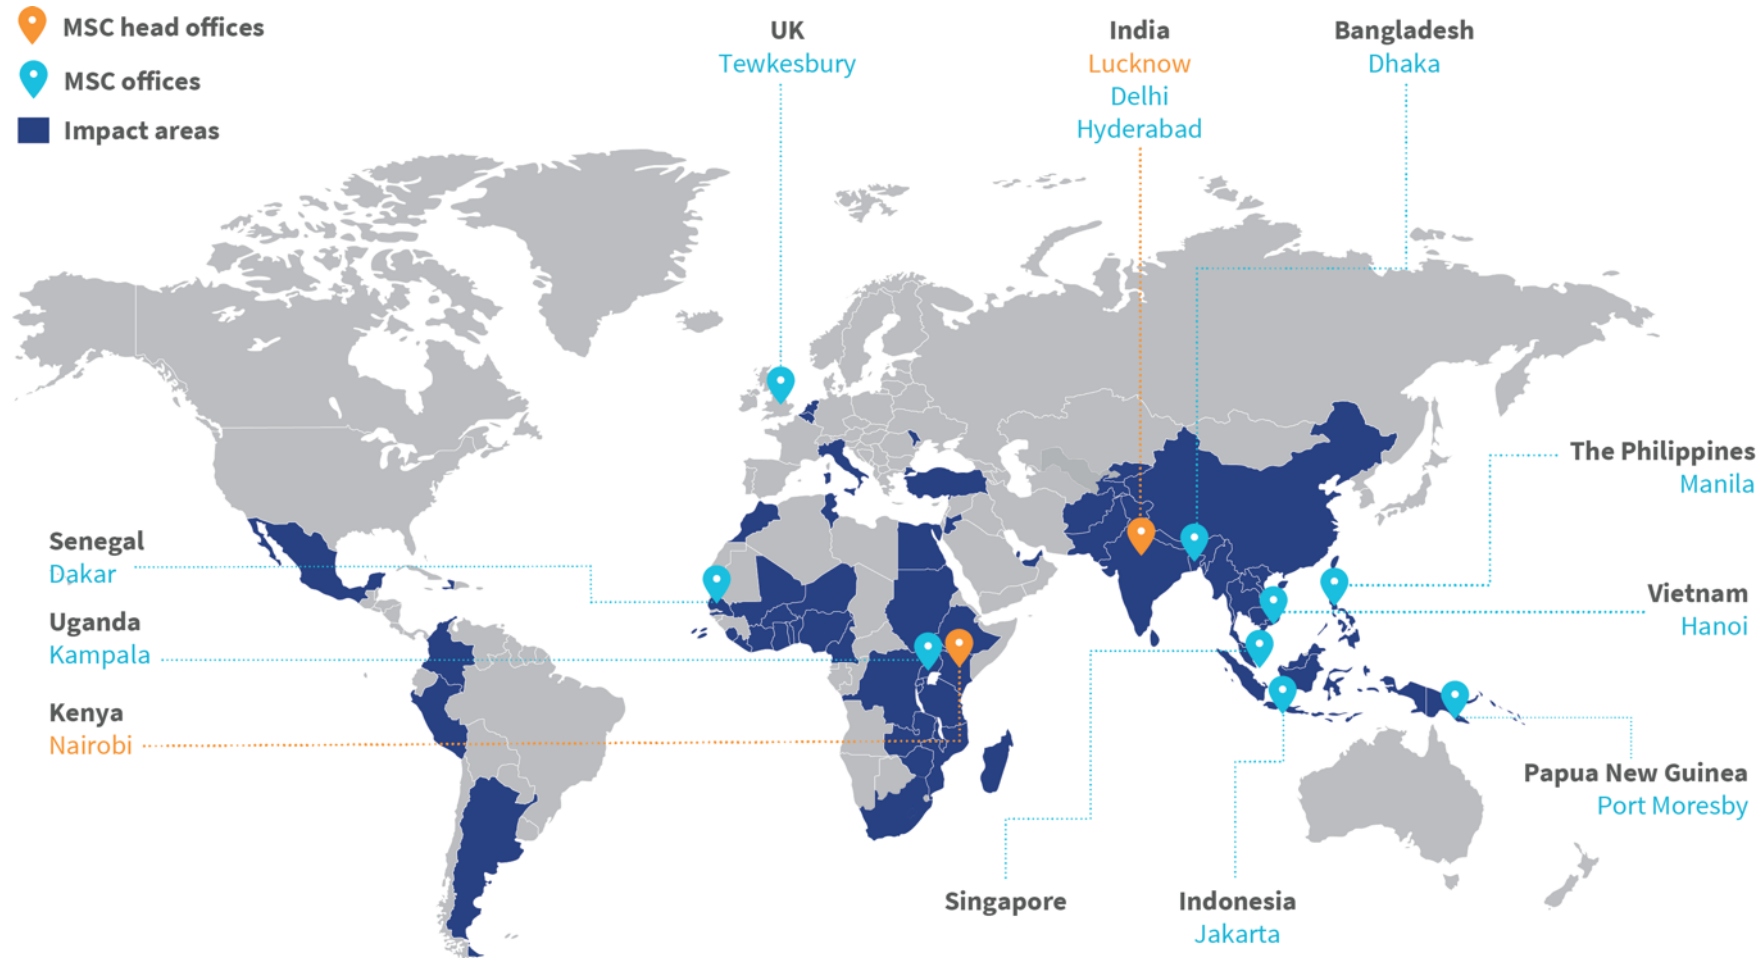 MSC head offices
MSC offices
Impact areas
UK
Tewkesbury
India
Lucknow
Delhi
Hyderabad
Bangladesh
Dhaka
The Philippines
Manila
Vietnam
Hanoi
Papua New Guinea
Port Moresby
Senegal
Dakar
Uganda
Kampala
Kenya
Nairobi
Singapore
Indonesia
Jakarta